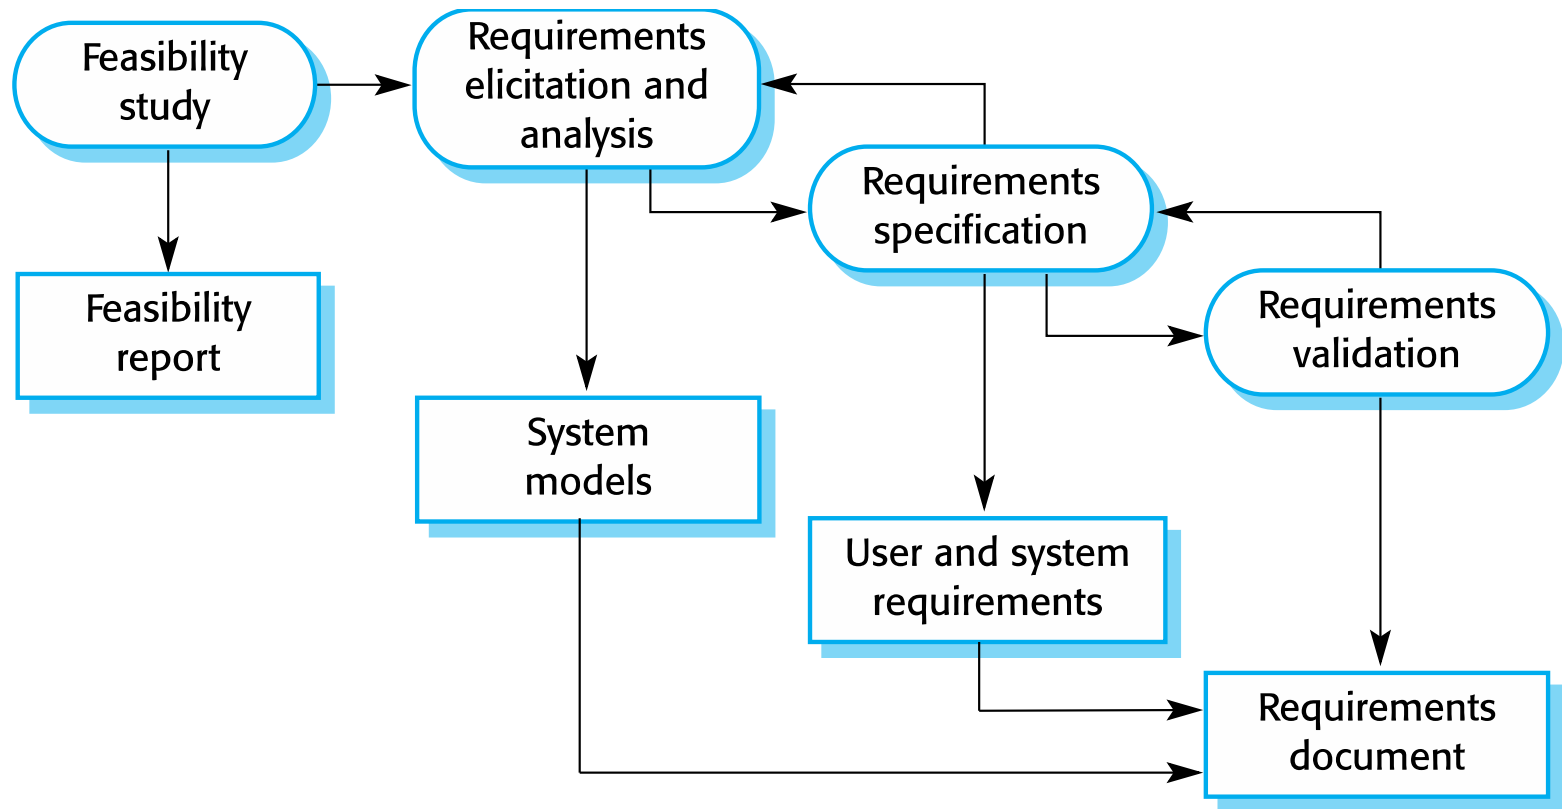 Feasibility
study
Requirements
elicitation and
analysis
Requirements
specification
Requirements
validation
Feasibility
report
System
models
User and system
requirements
Requirements
document